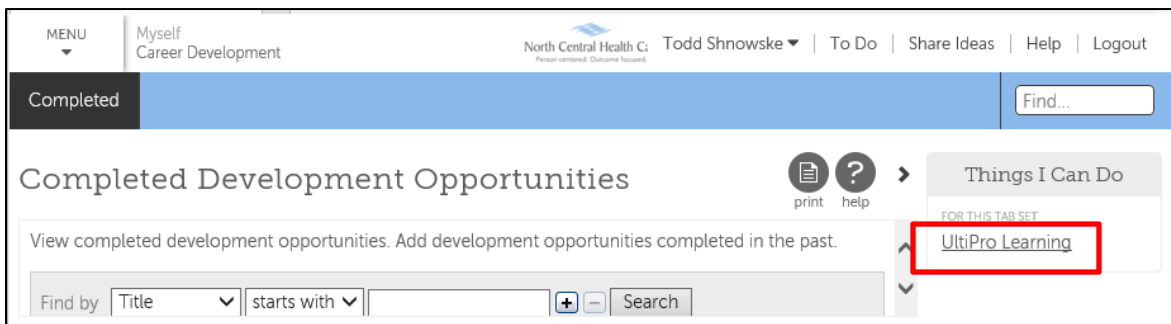 MENU
Myself
Career Development
North Central Health Ca
Person centered. Outcome focused.
Todd Shnowske
To Do
Share Ideas
Help
Logout
Completed
Find...
Completed Development Opportunities
print
help
Things I Can Do
FOR THIS TAB SET
UltiPro Learning
View completed development opportunities. Add development opportunities completed in the past.
Find by Title starts with Search